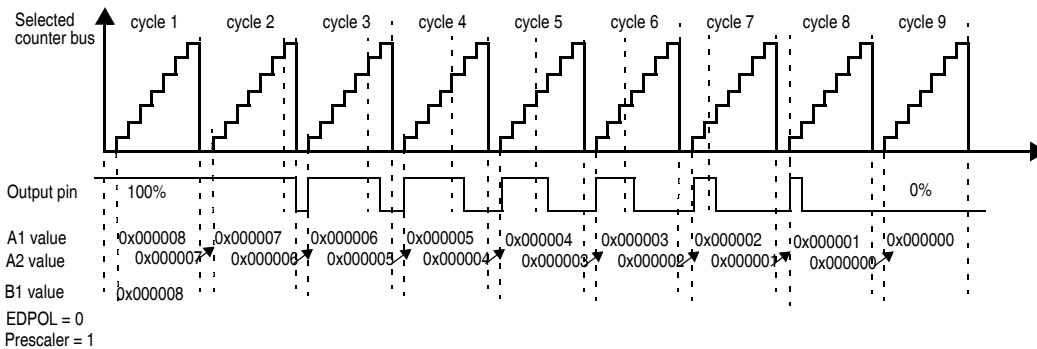 Selected counter bus
cycle 1 cycle 2 cycle 3 cycle 4 cycle 5 cycle 6 cycle 7 cycle 8 cycle 9
Output pin 100% 0%
A1 value 0x000008 0x000007 0x000006 0x000005 0x000004 0x000003 0x000002 0x000001 0x000000
A2 value 0x000007 0x000006 0x000005 0x000004 0x000003 0x000002 0x000001 0x000000
B1 value 0x000008
EDPOL = 0
Prescaler = 1